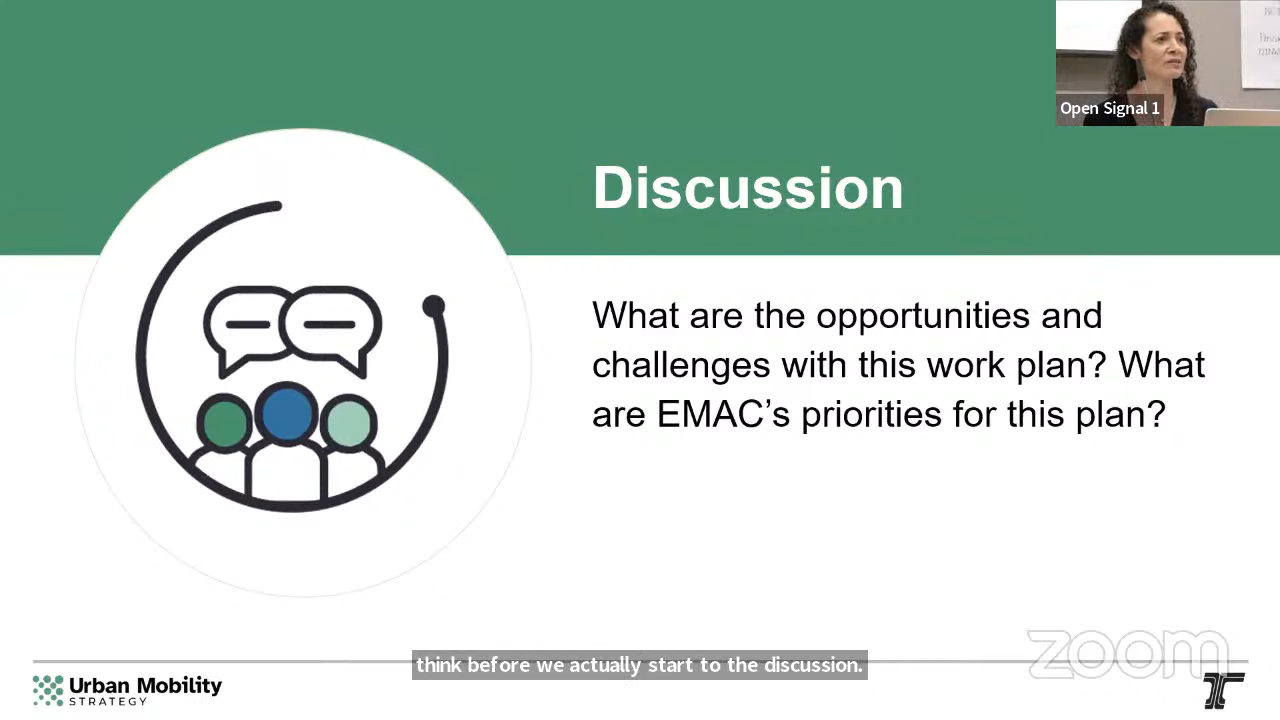 Open Signal 1
Discussion
What are the opportunities and
challenges with this work plan? What
are EMAC’s priorities for this plan?
think before we actually start to the discussion.
zoom
Urban Mobility
STRATEGY